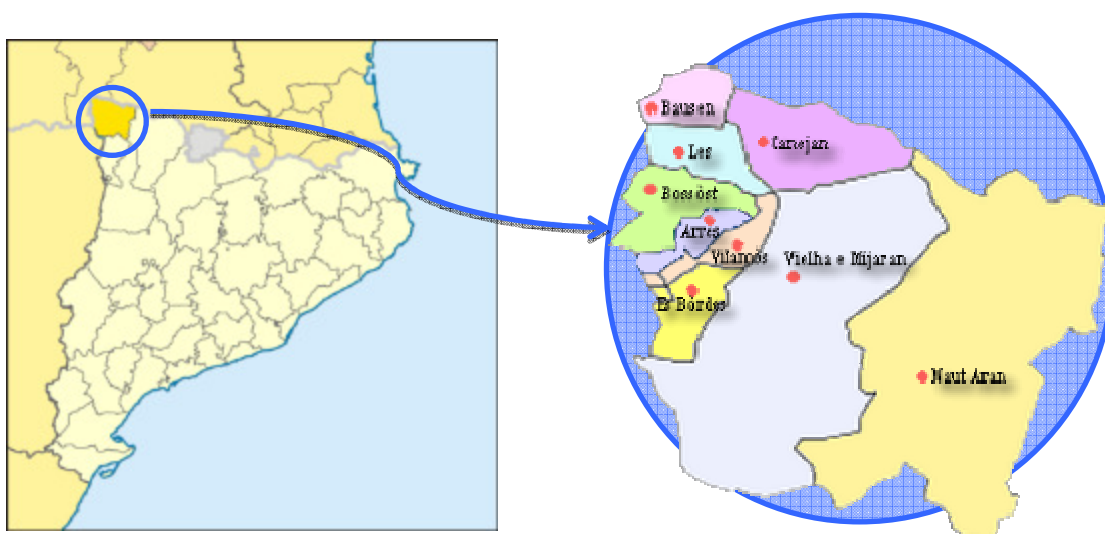 Bausen
Canejan
Les
Bossòst
Arres
Vilamòs
Vielha e Mijaran
Es Bòrdes
Naut Aran